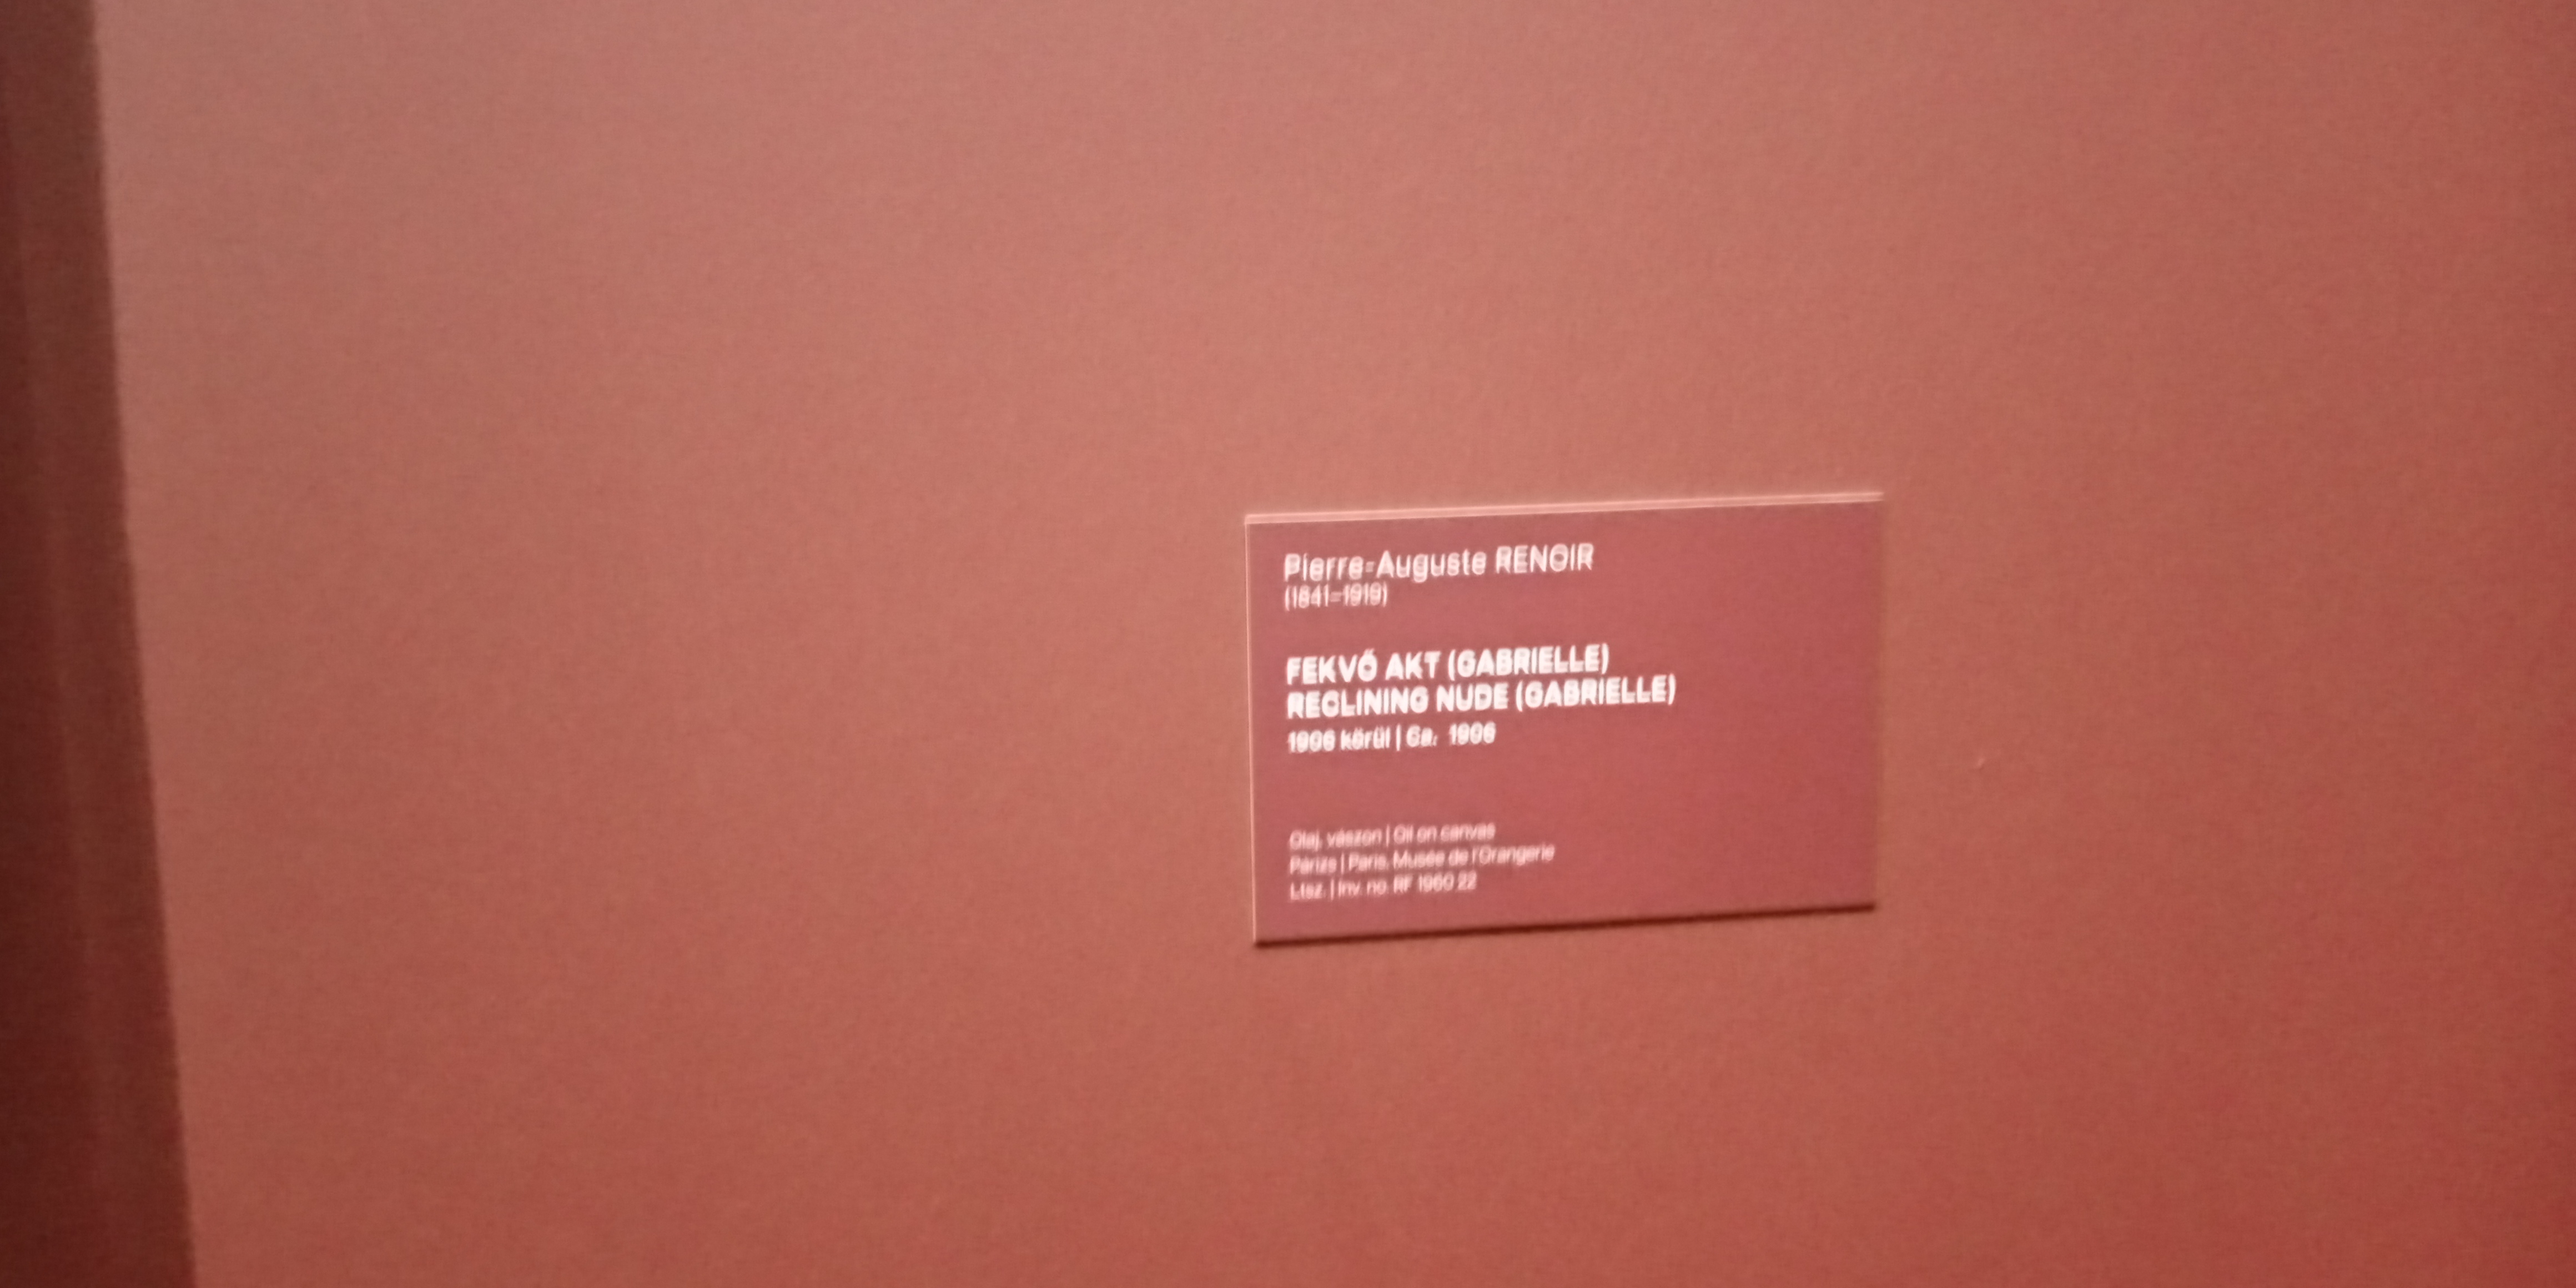 Pierre-Auguste RENOIR
(1841–1919)
FEKVŐ AKT (GABRIELLE)
RECLINING NUDE (GABRIELLE)
1906 körül | Ca. 1906
Olaj, vászon | Oil on canvas
Párizs | Paris, Musée de l'Orangerie
Ltsz. | Inv. no. RF 1960 22